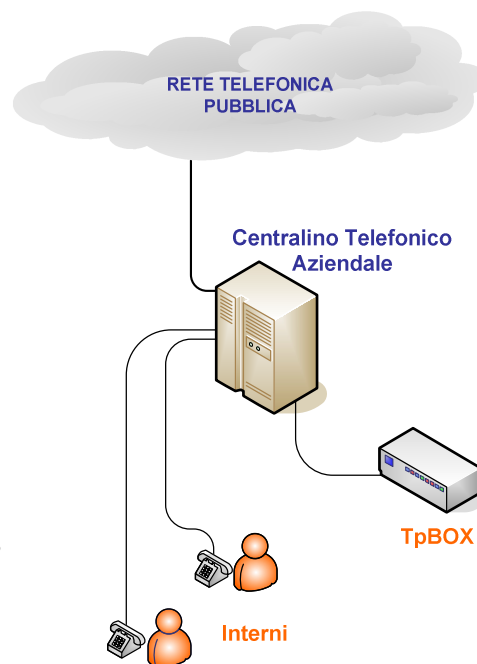 RETE TELEFONICA
PUBBLICA
Centralino Telefonico
Aziendale
TpBOX
Interni